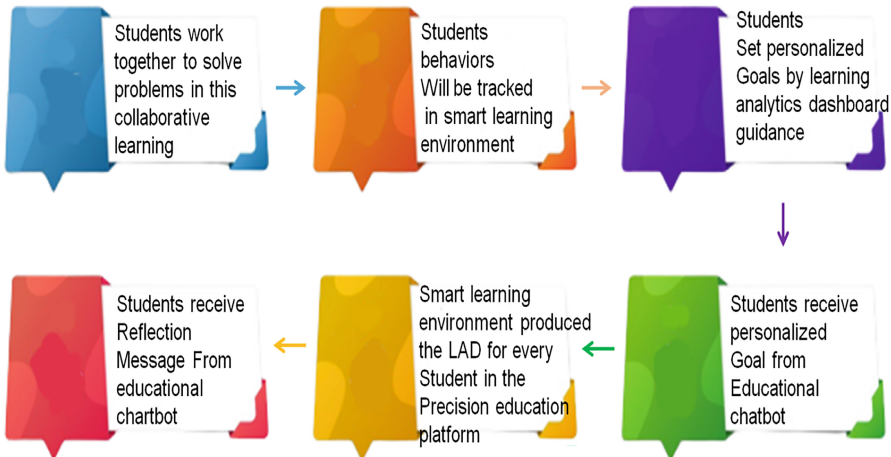 Students work
together to solve
problems in this
collaborative
learning
Students
behaviors
Will be tracked
in smart learning
environment
Students
Set personalized
Goals by learning
analytics dashboard
guidance
Students receive
personalized
Goal from
Educational
chatbot
Smart learning
environment produced
the LAD for every
Student in the
Precision education
platform
Students receive
Reflection
Message From
educational
chartbot